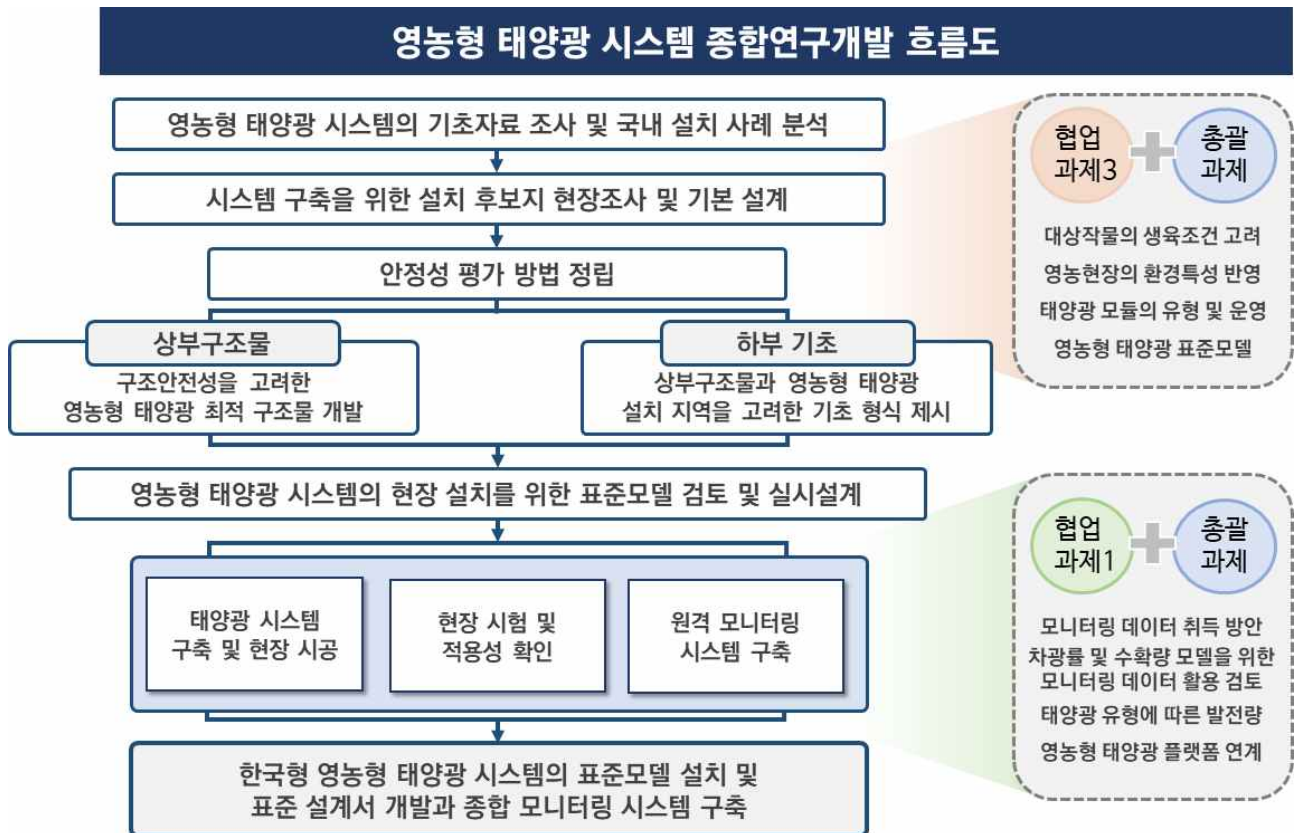 영농형 태양광 시스템 종합연구개발 흐름도
영농형 태양광 시스템의 기초자료 조사 및 국내 설치 사례 분석
시스템 구축을 위한 설치 후보지 현장조사 및 기본 설계
안정성 평가 방법 정립
상부구조물
구조안전성을 고려한
영농형 태양광 최적 구조물 개발
하부 기초
상부구조물과 영농형 태양광
설치 지역을 고려한 기초 형식 제시
영농형 태양광 시스템의 현장 설치를 위한 표준모델 검토 및 실시설계
태양광 시스템
구축 및 현장 시공
현장 시험 및
적용성 확인
원격 모니터링
시스템 구축
한국형 영농형 태양광 시스템의 표준모델 설치 및
표준 설계서 개발과 종합 모니터링 시스템 구축
협업
과제3
총괄
과제
대상작물의 생육조건 고려
영농현장의 환경특성 반영
태양광 모듈의 유형 및 운영
영농형 태양광 표준모델
협업
과제1
총괄
과제
모니터링 데이터 취득 방안
차광률 및 수확량 모델을 위한
모니터링 데이터 활용 검토
태양광 유형에 따른 발전량
영농형 태양광 플랫폼 연계